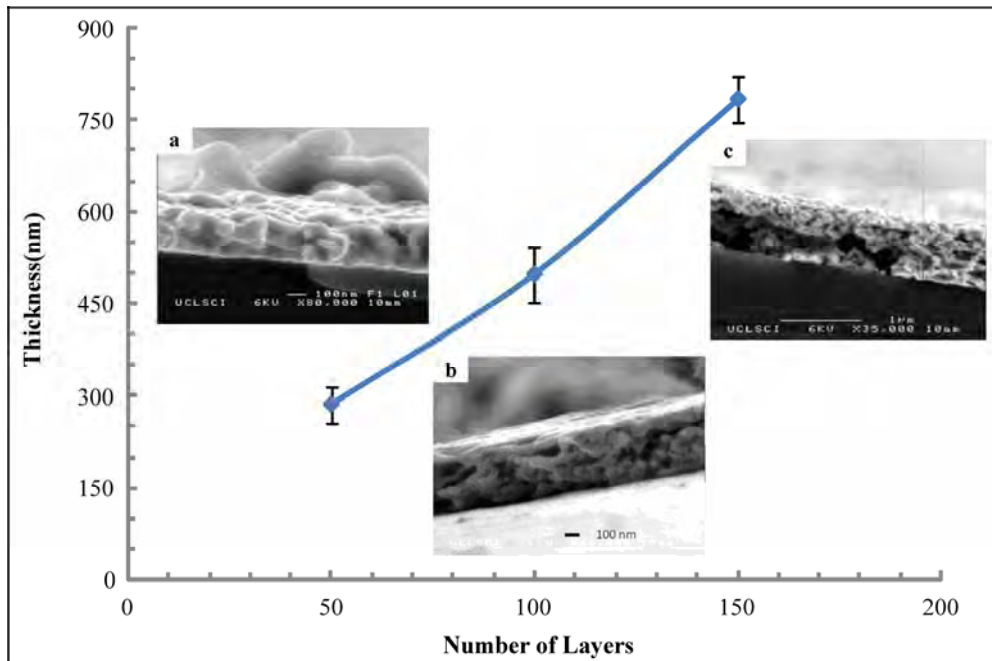 900
750
600
450
300
150
0
Thickness(nm)
a
100nm F1 L01
UCLSCI 6KV X80.000 10mm
b
100 nm
UCLSCI
c
1µm
UCLSCI 6KV X35.000 10mm
0 50 100 150 200
Number of Layers